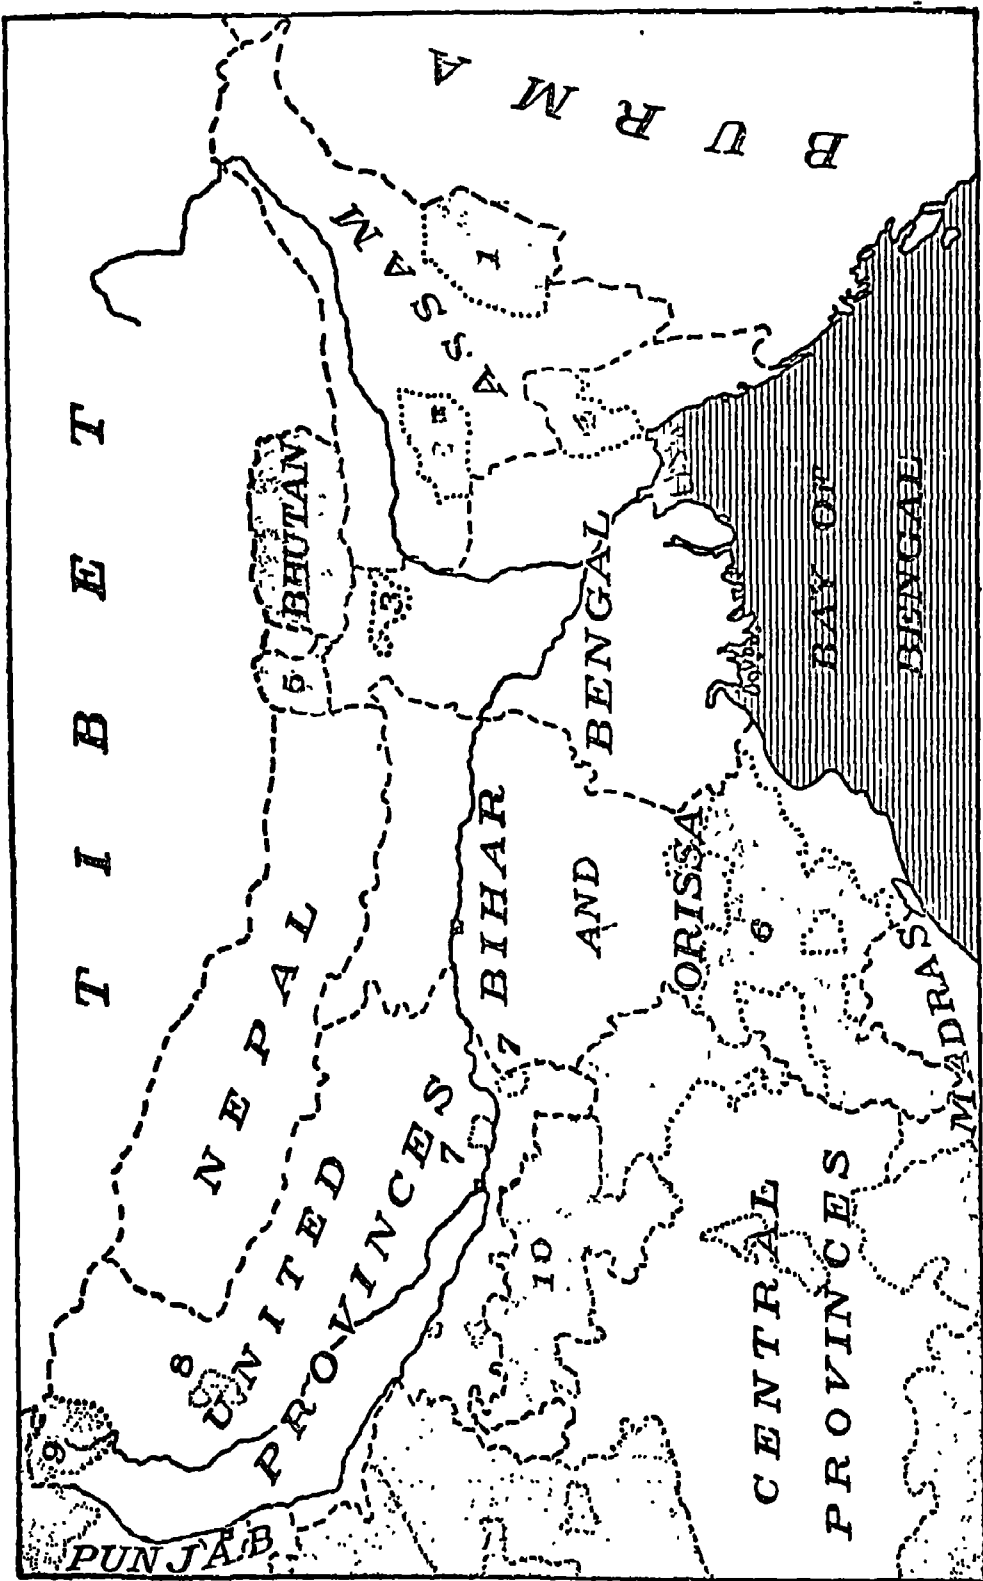 TIBET
NEPAL
BHUTAN
5
3
ASSAM
1
2
4
BURMA
PUNJAB
9
8
UNITED
PROVINCES
7
7
BIHAR
AND
ORISSA
BENGAL
10
6
CENTRAL
PROVINCES
MADRAS
BAY OF
BENGAL